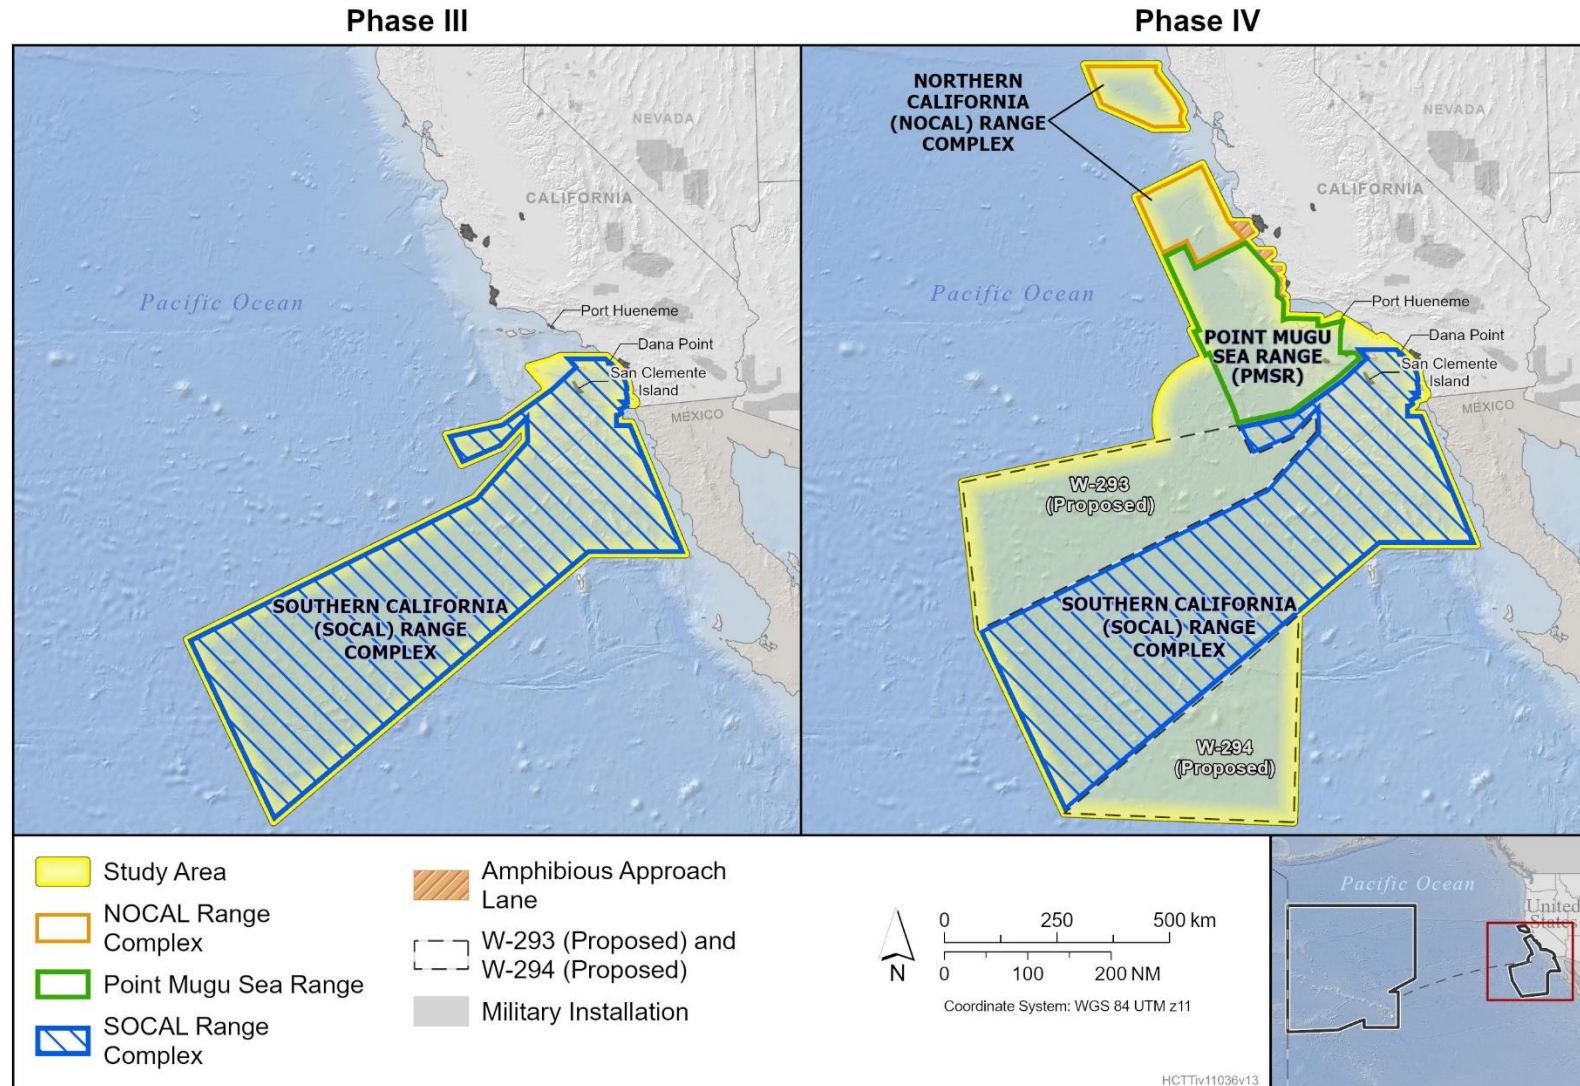 Phase III
Phase IV
NEVADA
CALIFORNIA
Pacific Ocean
Port Hueneme
Dana Point
San Clemente
Island
MEXICO
SOUTHERN CALIFORNIA
(SOCAL) RANGE
COMPLEX
NORTHERN
CALIFORNIA
(NOCAL) RANGE
COMPLEX
NEVADA
CALIFORNIA
Pacific Ocean
Port Hueneme
POINT MUGU
SEA RANGE
(PMSR)
Dana Point
San Clemente
Island
MEXICO
W-293
(Proposed)
SOUTHERN CALIFORNIA
(SOCAL) RANGE
COMPLEX
W-294
(Proposed)
Study Area
NOCAL Range
Complex
Point Mugu Sea Range
SOCAL Range
Complex
Amphibious Approach
Lane
W-293 (Proposed) and
W-294 (Proposed)
Military Installation
N
0 250 500 km
0 100 200 NM
Coordinate System: WGS 84 UTM z11
HCTTiv11036v13
Pacific Ocean
United
States